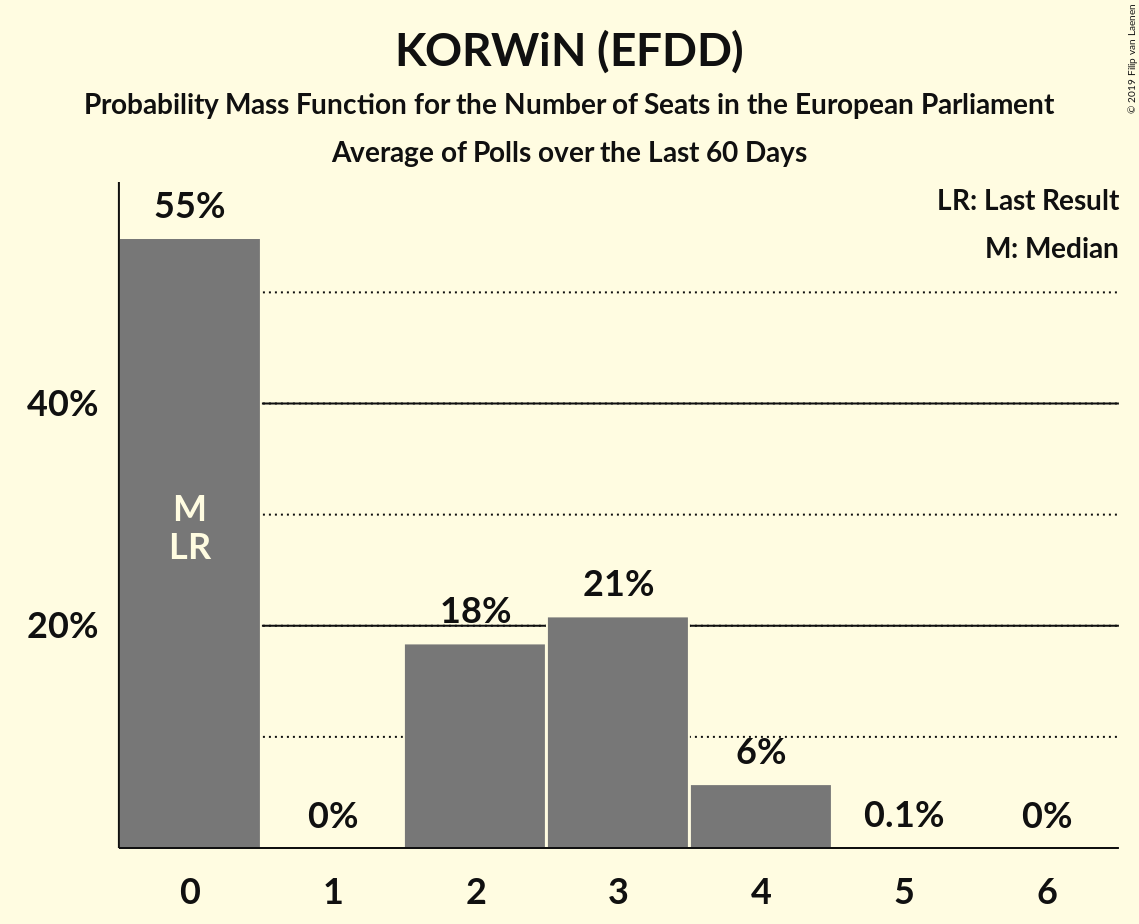 KORWiN (EFDD)
Probability Mass Function for the Number of Seats in the European Parliament
Average of Polls over the Last 60 Days
© 2019 Filip van Laenen
LR: Last Result
M: Median
55%
40%
M
LR
21%
18%
20%
6%
0%
0.1%
0%
0 1 2 3 4 5 6